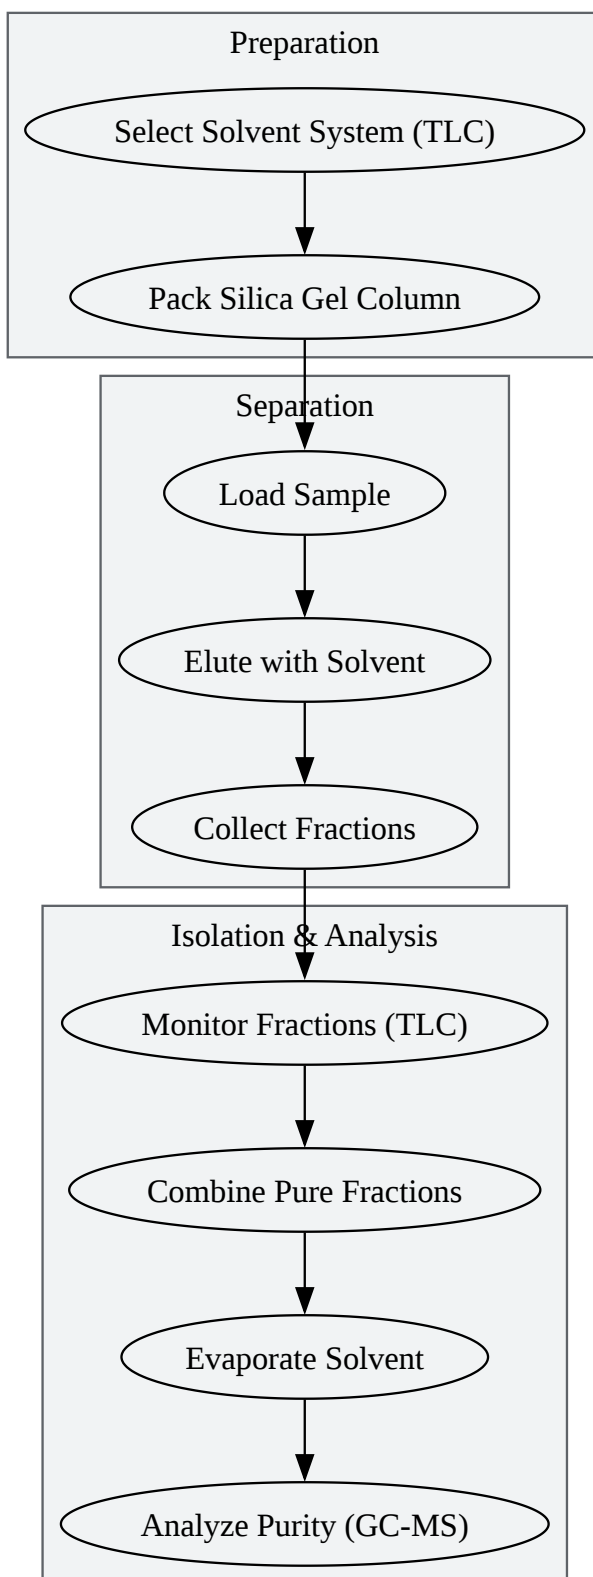 Preparation
Select Solvent System (TLC)
Pack Silica Gel Column
Separation
Load Sample
Elute with Solvent
Collect Fractions
Isolation & Analysis
Monitor Fractions (TLC)
Combine Pure Fractions
Evaporate Solvent
Analyze Purity (GC-MS)